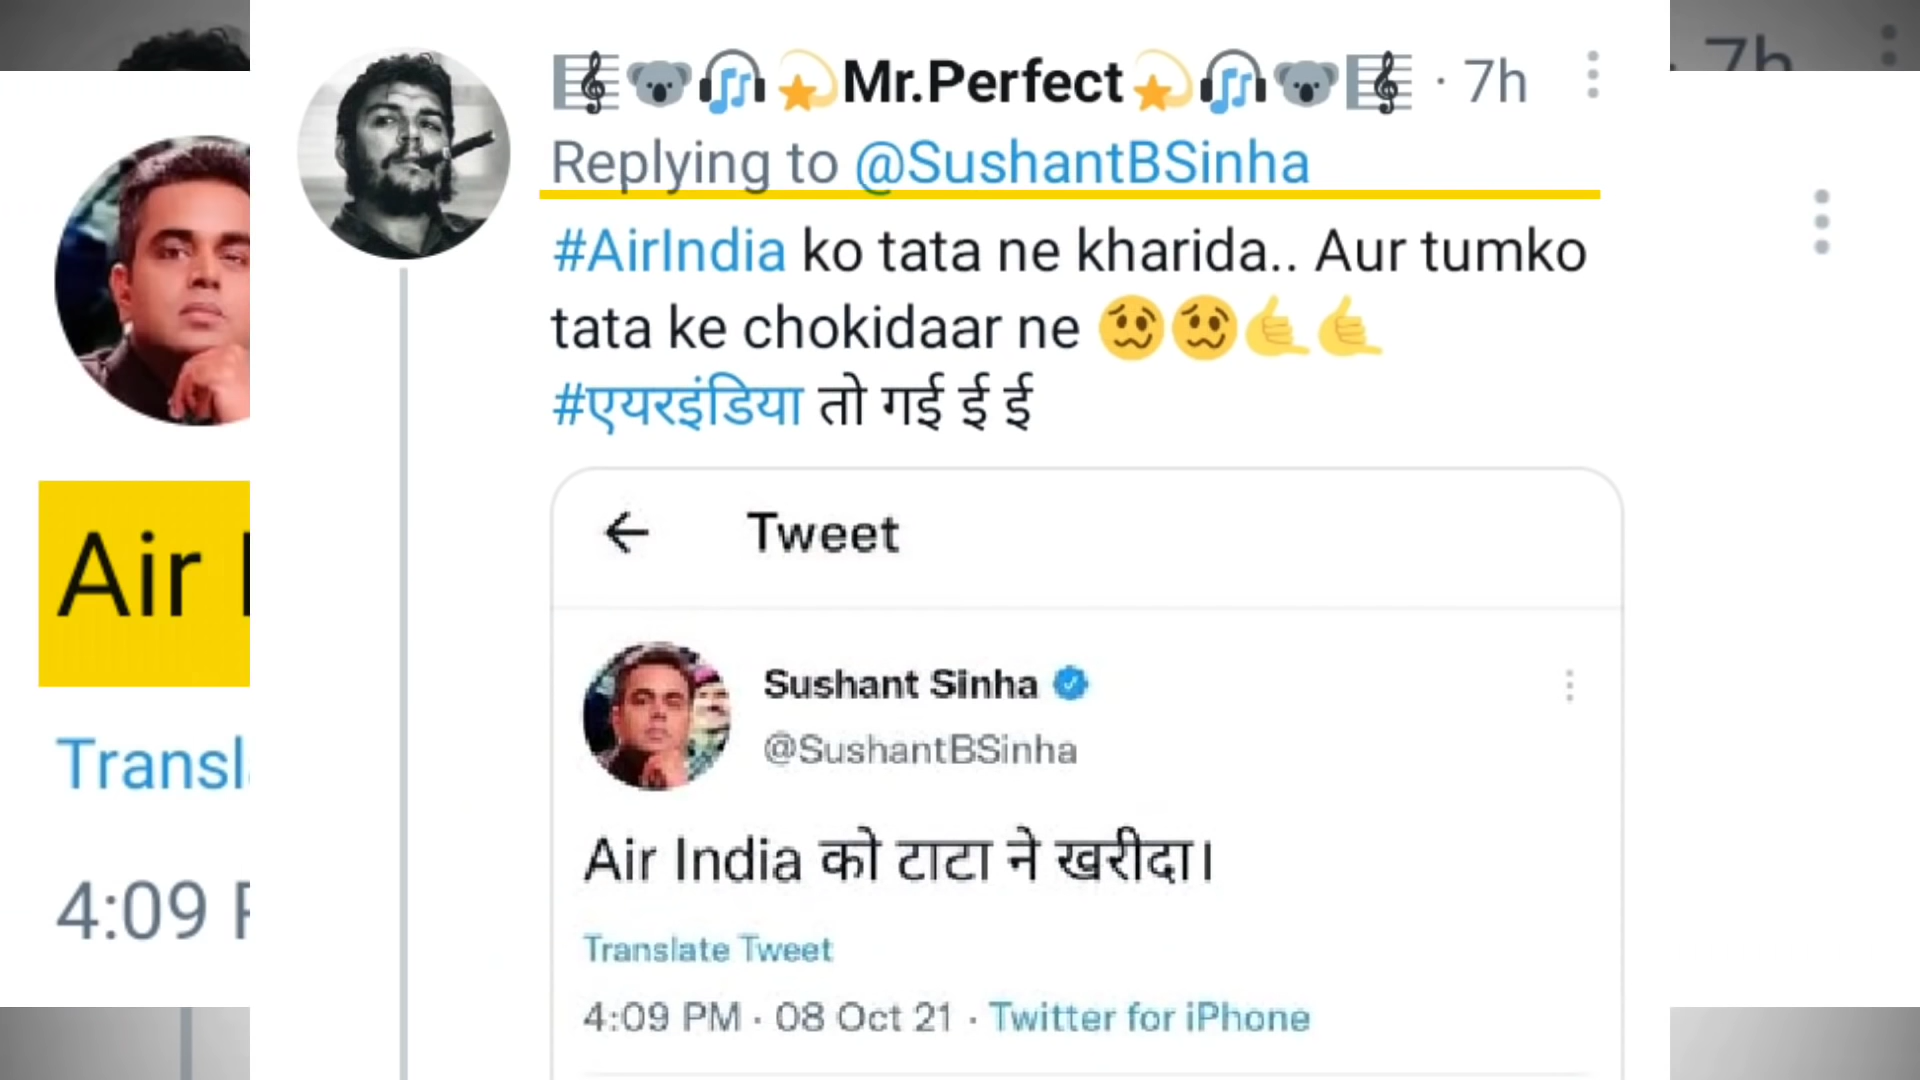 Mr.Perfect · 7h
Replying to @SushantBSinha
#AirIndia ko tata ne kharida.. Aur tumko
tata ke chokidaar ne
#एयरइंडिया तो गई ई ई
Tweet
Sushant Sinha
@SushantBSinha
Air India को टाटा ने खरीदा।
Translate Tweet
4:09 PM · 08 Oct 21 · Twitter for iPhone
Air
4:09
7h